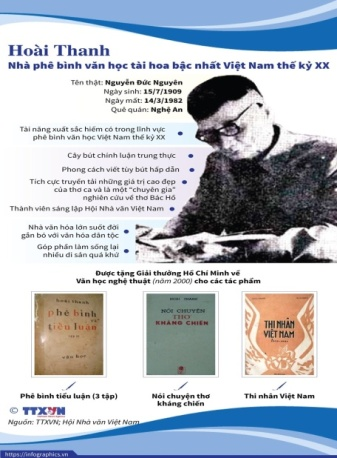 Hoài Thanh
Nhà phê bình văn học tài hoa bậc nhất Việt Nam thế kỷ XX
Tên thật: Nguyễn Đức Nguyên
Ngày sinh: 15/7/1909
Ngày mất: 14/3/1982
Quê quán: Nghệ An
Tài năng xuất sắc hiếm có trong lĩnh vực
phê bình văn học Việt Nam thế kỷ XX
Cây bút chính luận trung thực
Phong cách viết tùy bút hấp dẫn
Tích cực truyền tải những giá trị cao đẹp
của thơ ca và là một “chuyên gia”
nghiên cứu về thơ Bác Hồ
Thành viên sáng lập Hội Nhà văn Việt Nam
Nhà văn hóa lớn suốt đời
gắn bó với văn hóa dân tộc
Góp phần làm sống lại
nhiều di sản quá khứ
Được tặng Giải thưởng Hồ Chí Minh về
Văn học nghệ thuật (năm 2000) cho các tác phẩm
hoài thanh
phê bình
và
tiểu luận
văn học
HOÀI THANH
NÓI CHUYỆN
THƠ
KHÁNG CHIẾN
THI NHÂN
VIỆT NAM
Phê bình tiểu luận (3 tập)
Nói chuyện thơ
kháng chiến
Thi nhân Việt Nam
© TTXVN
Nguồn: TTXVN; Hội Nhà văn Việt Nam
https://infographics.vn